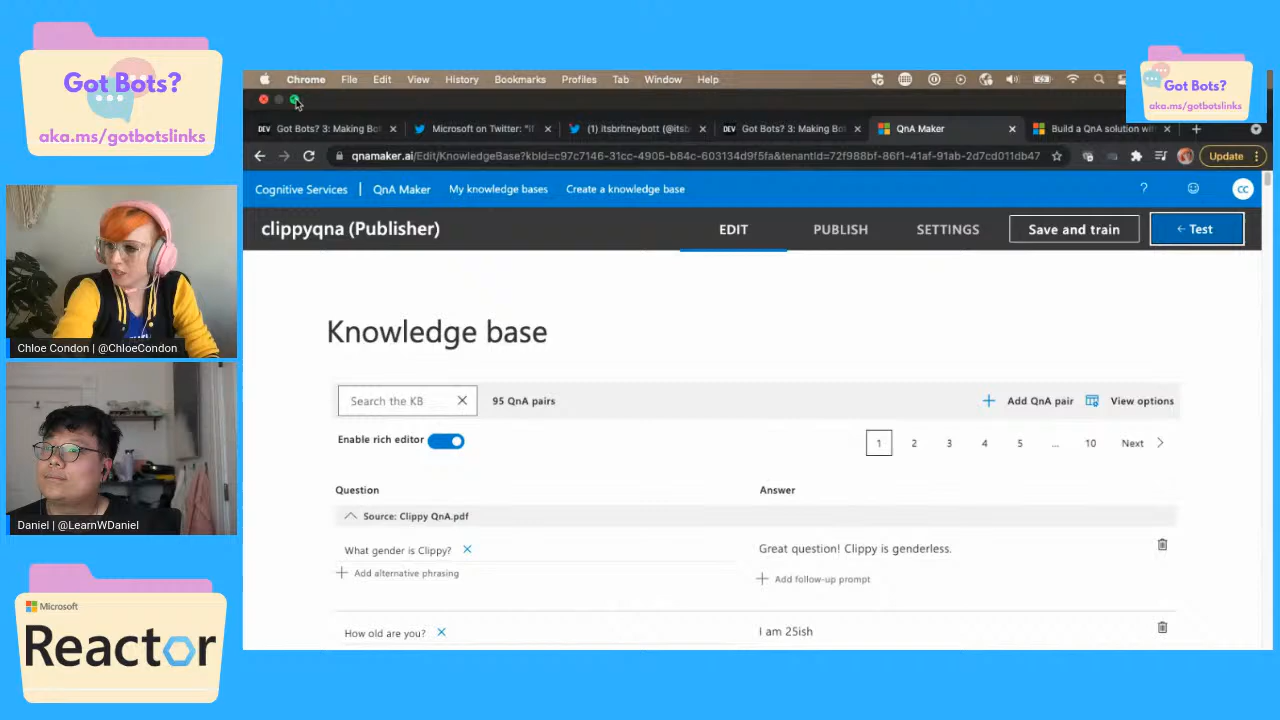 Got Bots?
aka.ms/gotbotslinks
Chloe Condon | @ChloeCondon
Daniel | @LearnWDaniel
Microsoft
Reactor
Chrome File Edit View History Bookmarks Profiles Tab Window Help
Got Bots?
aka.ms/gotbotslinks
DEV Got Bots? 3: Making Bo
Microsoft on Twitter: "I
(1) itsbritneybott (@itsb
DEV Got Bots? 3: Making Bo
QnA Maker
Build a QnA solution wit
qnamaker.ai/Edit/KnowledgeBase?kbId=c97c7146-31cc-4905-b84c-603134d9f5fa&tenantId=72f988bf-86f1-41af-91ab-2d7cd011db47
Update
Cognitive Services | QnA Maker My knowledge bases Create a knowledge base ? CC
clippyqna (Publisher) EDIT PUBLISH SETTINGS Save and train ← Test
Knowledge base
Search the KB 95 QnA pairs + Add QnA pair View options
Enable rich editor 1 2 3 4 5 ... 10 Next
Question Answer
Source: Clippy QnA.pdf
What gender is Clippy? Great question! Clippy is genderless.
+ Add alternative phrasing + Add follow-up prompt
How old are you? I am 25ish